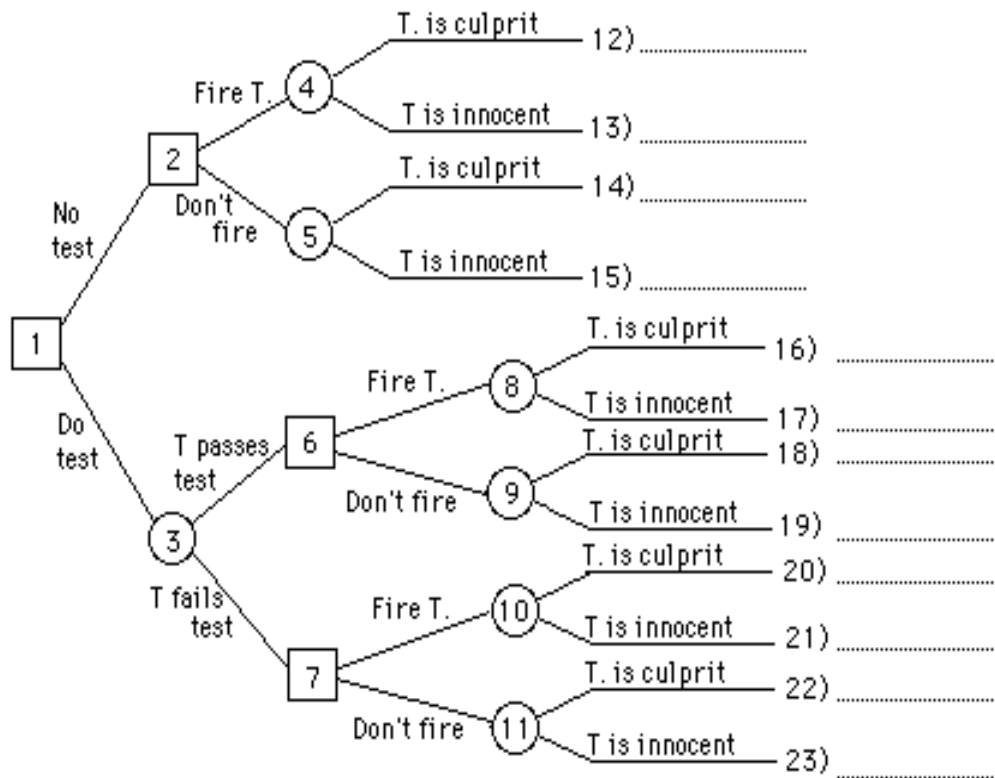 T. is culprit 12)
Fire T. 4
T is innocent 13)
2
T. is culprit 14)
Don't
fire 5
No
test
T is innocent 15)
1
T. is culprit 16)
Fire T. 8
Do
test
T is innocent 17)
T passes
test 6
T. is culprit 18)
Don't fire 9
T is innocent 19)
3
T. is culprit 20)
T fails
test
Fire T. 10
T is innocent 21)
7
T. is culprit 22)
Don't fire 11
T is innocent 23)